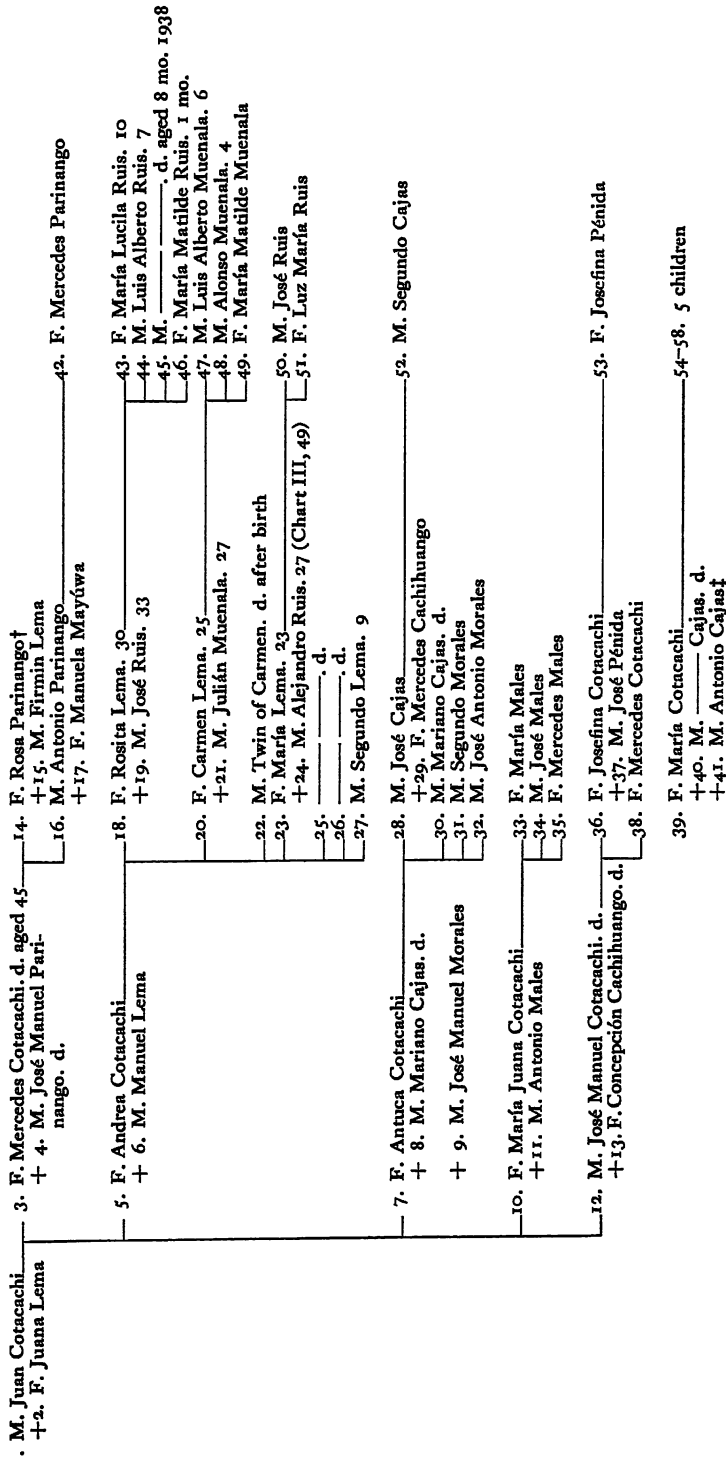 . M. Juan Cotacachi
+2. F. Juana Lema
3. F. Mercedes Cotacachi. d. aged 45
+ 4. M. José Manuel Pari-
nango. d.
5. F. Andrea Cotacachi
+ 6. M. Manuel Lema
7. F. Antuca Cotacachi
+ 8. M. Mariano Cajas. d.
+ 9. M. José Manuel Morales
10. F. María Juana Cotacachi
+11. M. Antonio Males
12. M. José Manuel Cotacachi. d.
+13. F. Concepción Cachihuango. d.
14. F. Rosa Parinango†
+15. M. Firmin Lema
16. M. Antonio Parinango
+17. F. Manuela Mayúwa
18. F. Rosita Lema. 30
+19. M. José Ruis. 33
20. F. Carmen Lema. 25
+21. M. Julián Muenala. 27
22. M. Twin of Carmen. d. after birth
23. F. María Lema. 23
+24. M. Alejandro Ruis. 27 (Chart III, 49)
25. ——— ———. d.
26. ——— ———. d.
27. M. Segundo Lema. 9
28. M. José Cajas
+29. F. Mercedes Cachihuango
30. M. Mariano Cajas. d.
31. M. Segundo Morales
32. M. José Antonio Morales
33. F. María Males
34. M. José Males
35. F. Mercedes Males
36. F. Josefina Cotacachi
+37. M. José Pénida
38. F. Mercedes Cotacachi
39. F. María Cotacachi
+40. M. ——— Cajas. d.
+41. M. Antonio Cajas‡
42. F. Mercedes Parinango
43. F. María Lucila Ruis. 10
44. M. Luis Alberto Ruis. 7
45. M. ——— ———. d. aged 8 mo. 1938
46. F. María Matilde Ruis. 1 mo.
47. M. Luis Alberto Muenala. 6
48. M. Alonso Muenala. 4
49. F. María Matilde Muenala
50. M. José Ruis
51. F. Luz María Ruis
52. M. Segundo Cajas
53. F. Josefina Pénida
54-58. 5 children